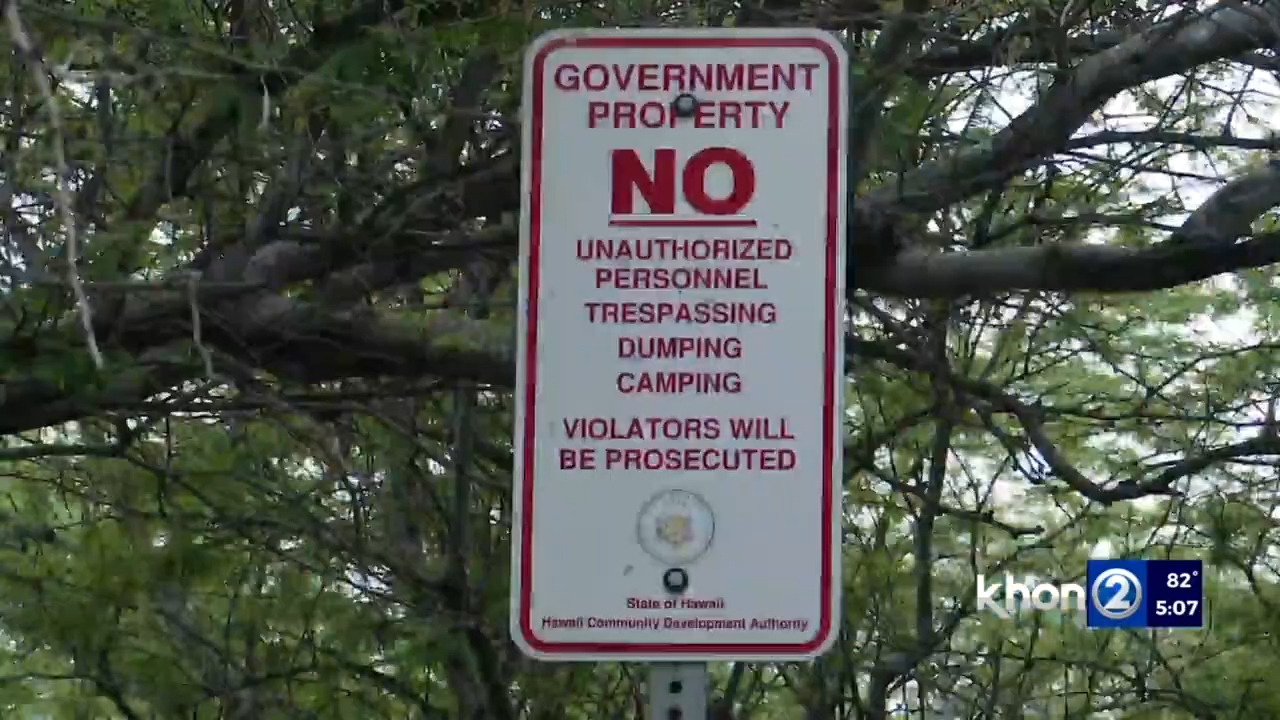 GOVERNMENT
PROPERTY
NO
UNAUTHORIZED
PERSONNEL
TRESPASSING
DUMPING
CAMPING
VIOLATORS WILL
BE PROSECUTED
State of Hawaii
Hawaii Community Development Authority
khon 2
82°
5:07